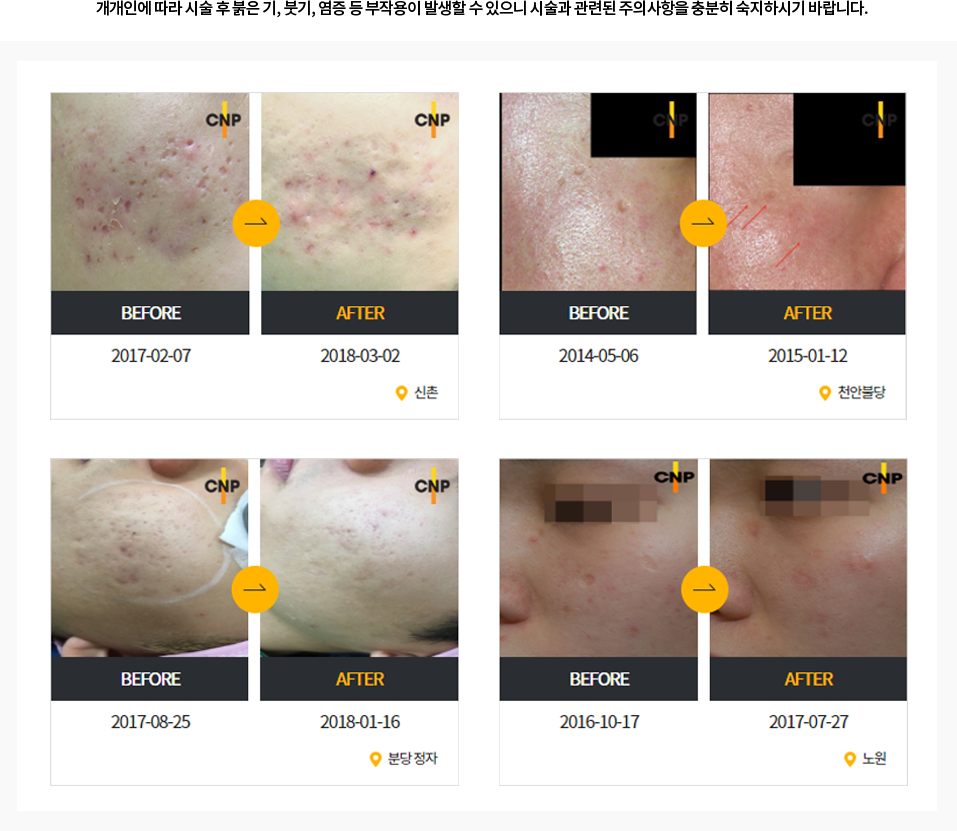 개개인에 따라 시술 후 붉은 기, 붓기, 염증 등 부작용이 발생할 수 있으니 시술과 관련된 주의사항을 충분히 숙지하시기 바랍니다.
CNP
CNP
BEFORE
AFTER
2017-02-07
2018-03-02
신촌
CNP
CNP
BEFORE
AFTER
2014-05-06
2015-01-12
천안불당
CNP
CNP
BEFORE
AFTER
2017-08-25
2018-01-16
분당 정자
CNP
CNP
BEFORE
AFTER
2016-10-17
2017-07-27
노원